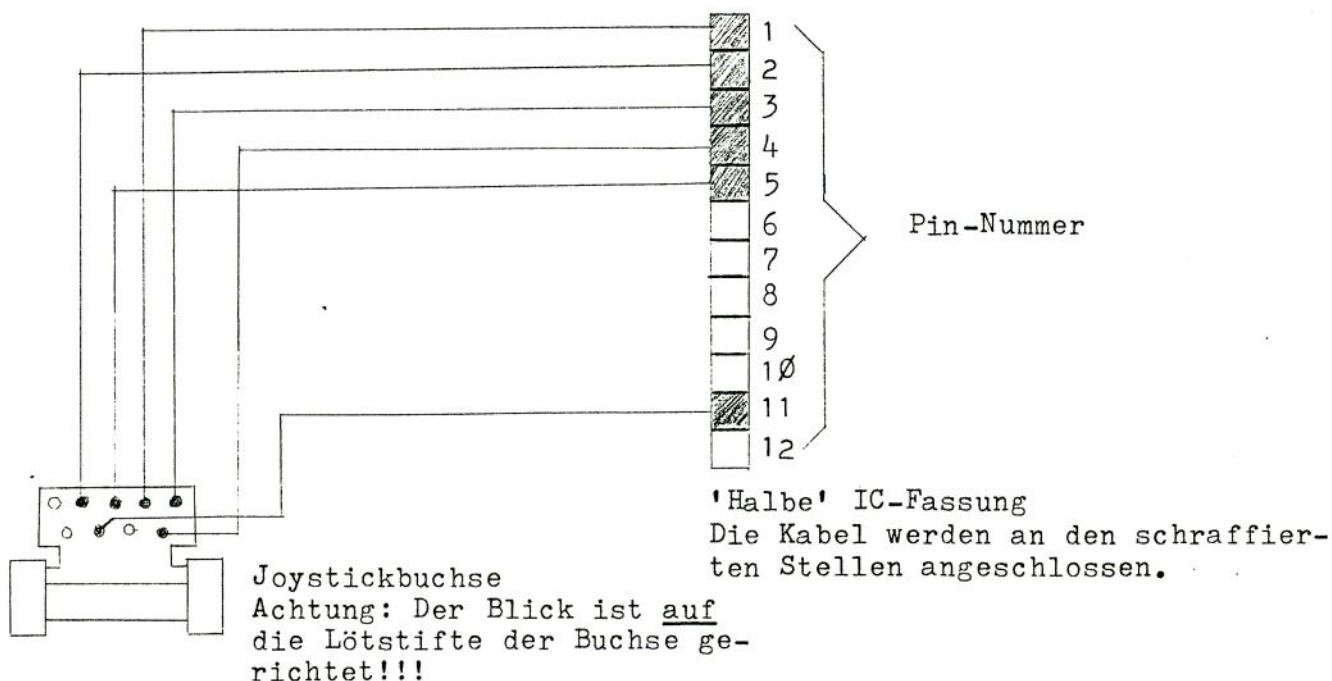 1
2
3
4
5
6
7
8
9
1Ø
11
12
Pin-Nummer
'Halbe' IC-Fassung
Die Kabel werden an den schraffier-
ten Stellen angeschlossen.
Joystickbuchse
Achtung: Der Blick ist auf
die Lötstifte der Buchse ge-
richtet!!!